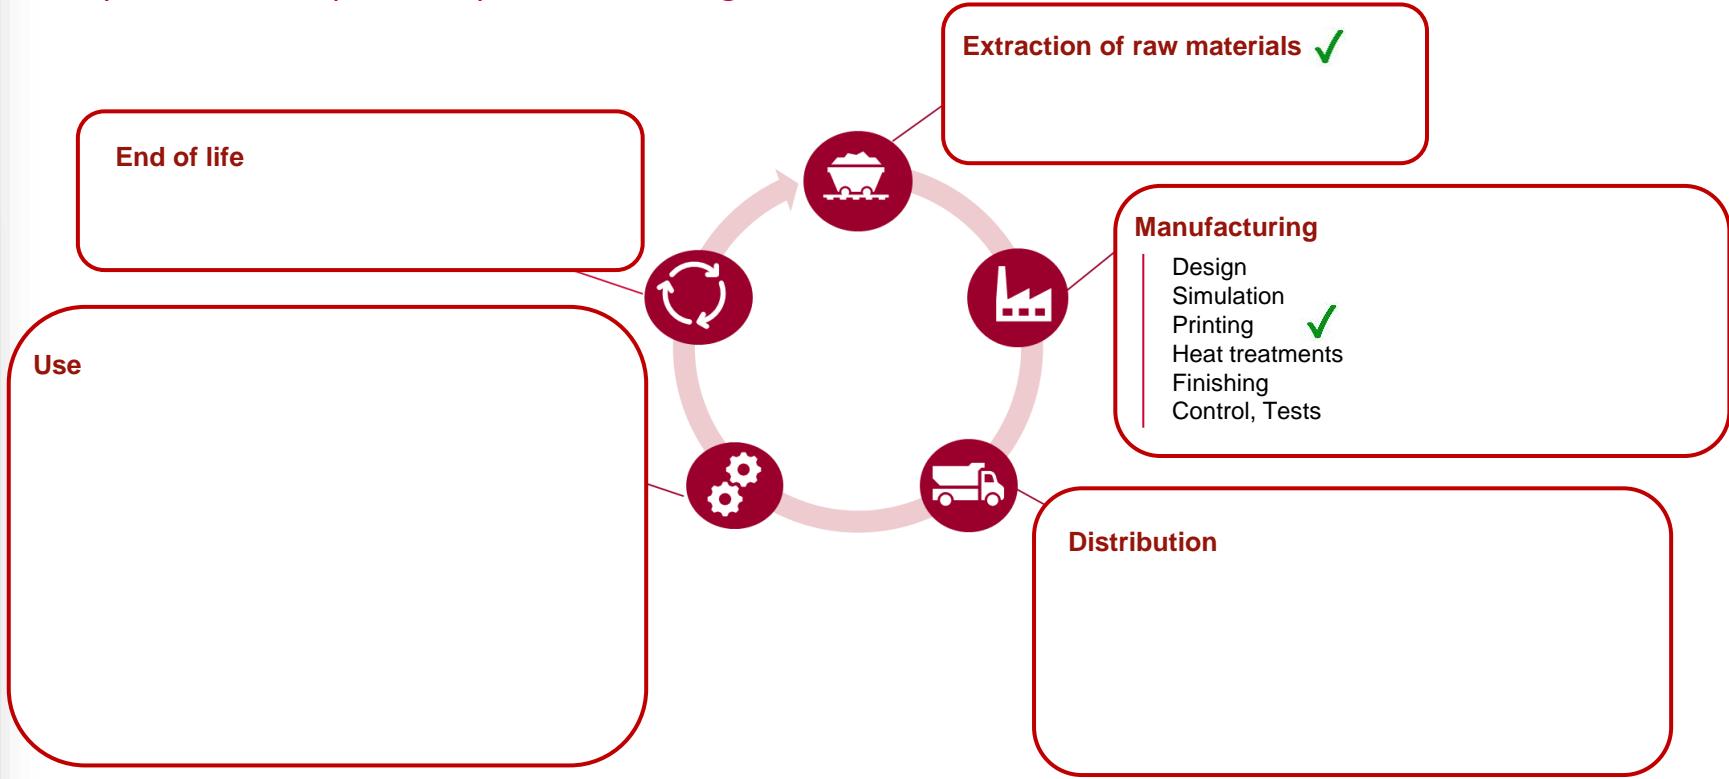 Extraction of raw materials
End of life
Manufacturing
Design
Simulation
Printing
Heat treatments
Finishing
Control, Tests
Use
Distribution